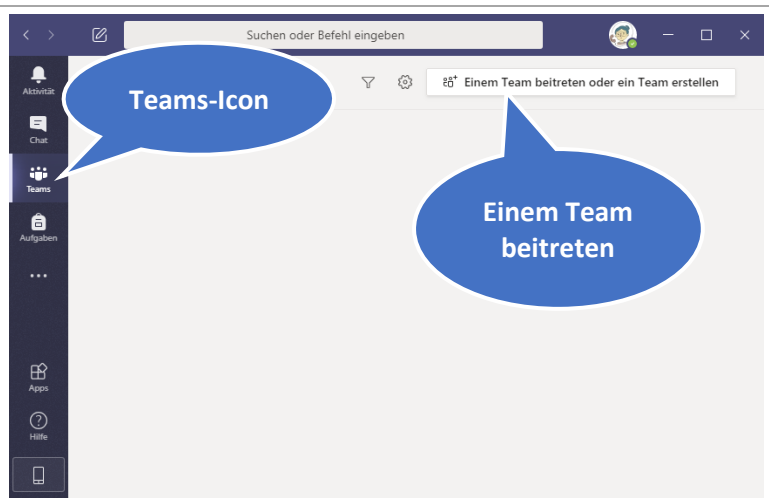 Suchen oder Befehl eingeben
Aktivität
Teams-Icon
Einem Team beitreten oder ein Team erstellen
Chat
Teams
Einem Team
beitreten
Aufgaben
Apps
Hilfe